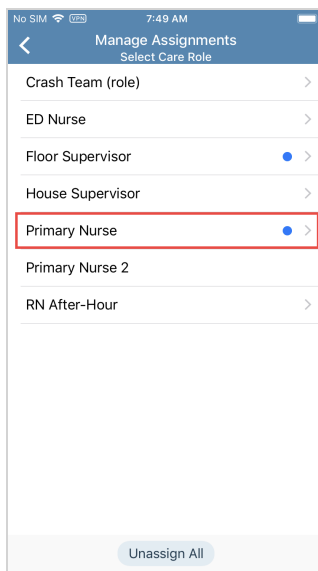 No SIM VPN 7:49 AM
Manage Assignments
Select Care Role
Crash Team (role)
ED Nurse
Floor Supervisor
House Supervisor
Primary Nurse
Primary Nurse 2
RN After-Hour
Unassign All